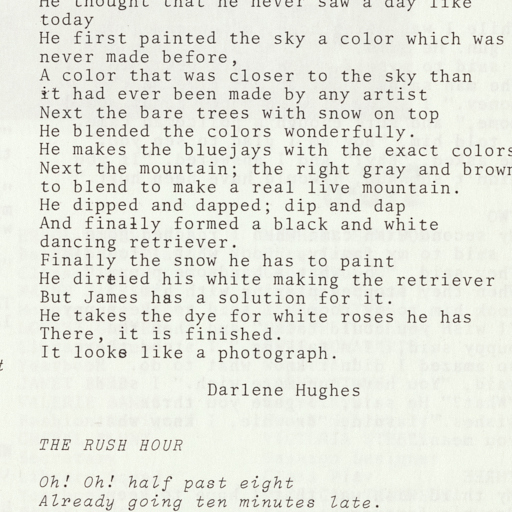 He thought that he never saw a day like
today
He first painted the sky a color which was
never made before,
A color that was closer to the sky than
it had ever been made by any artist
Next the bare trees with snow on top
He blended the colors wonderfully.
He makes the bluejays with the exact colors
Next the mountain; the right gray and brown
to blend to make a real live mountain.
He dipped and dapped; dip and dap
And finally formed a black and white
dancing retriever.
Finally the snow he has to paint
He dirtied his white making the retriever
But James has a solution for it.
He takes the dye for white roses he has
There, it is finished.
It looks like a photograph.
Darlene Hughes
THE RUSH HOUR
Oh! Oh! half past eight
Already going ten minutes late.